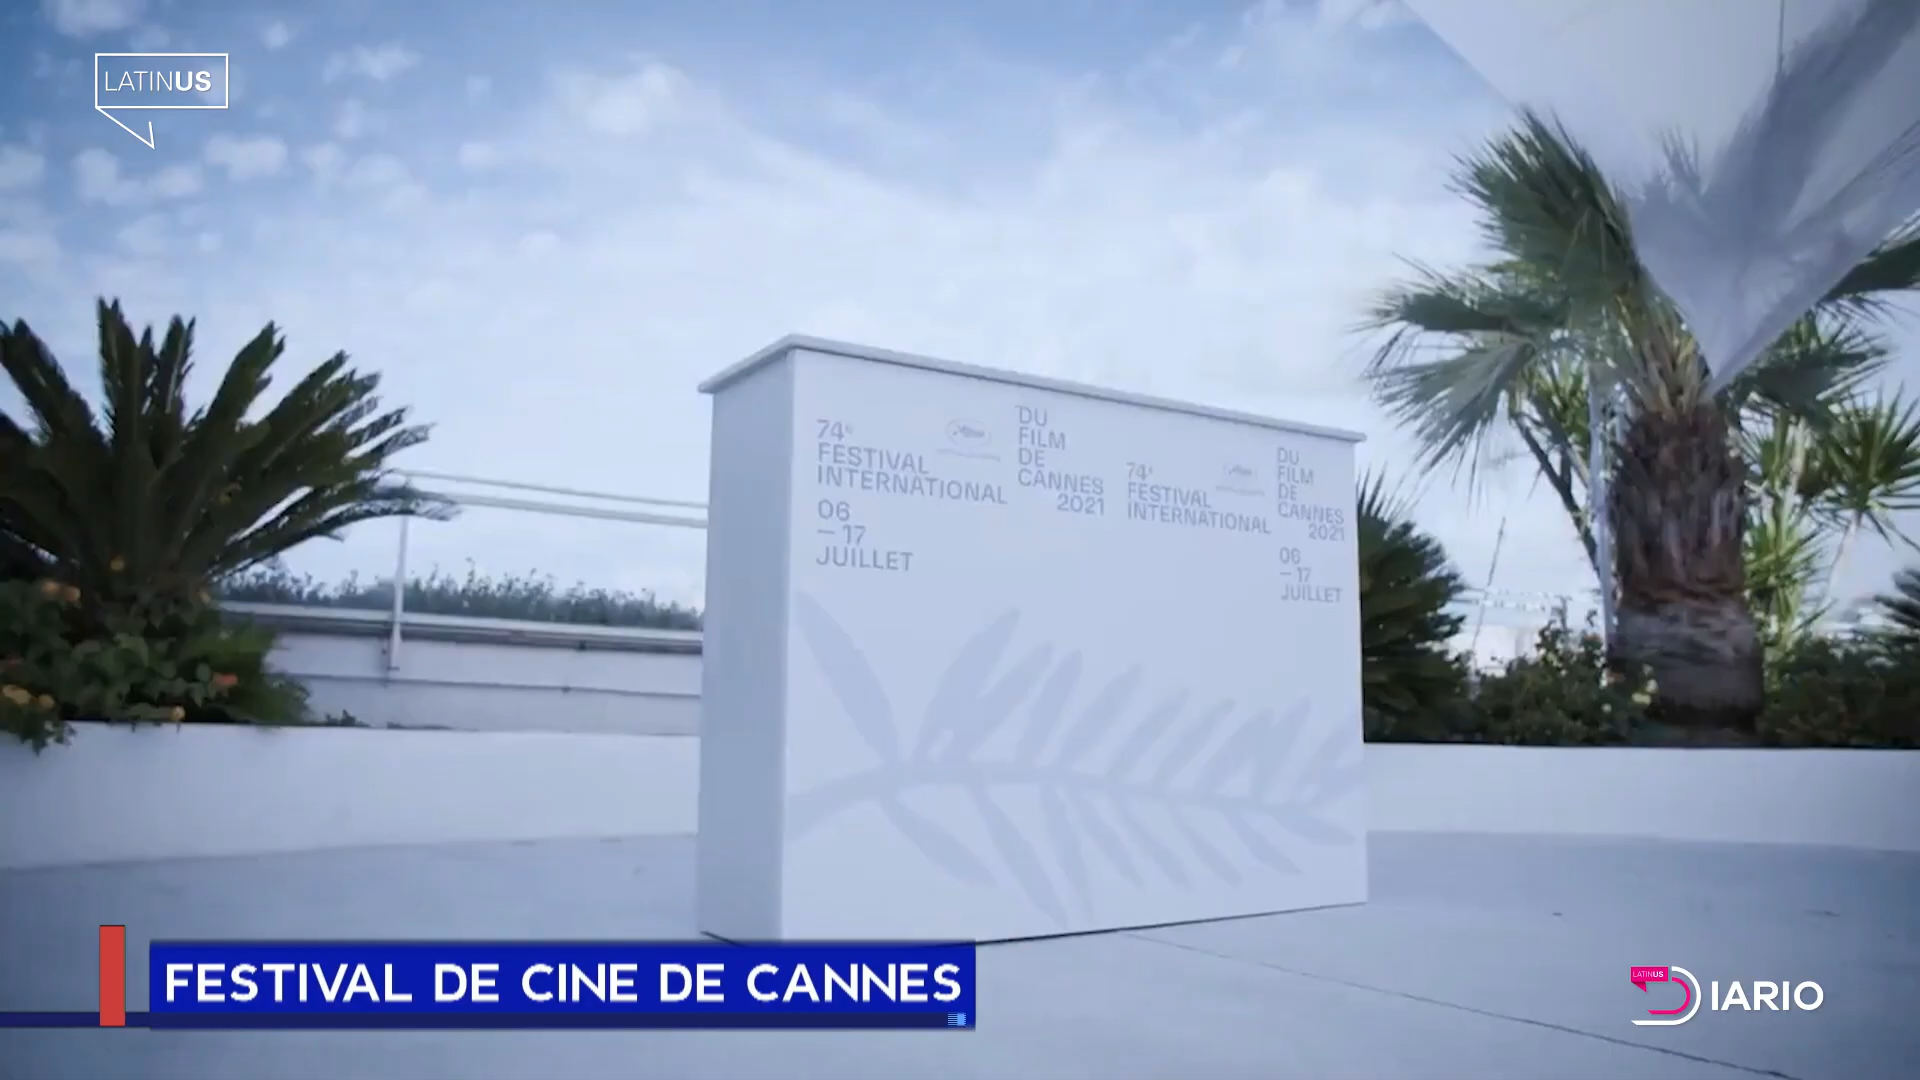 LATINUS
74e
FESTIVAL
INTERNATIONAL
06
– 17
JUILLET
DU
FILM
DE
CANNES
2021
74e
FESTIVAL
INTERNATIONAL
DU
FILM
DE
CANNES
2021
06
– 17
JUILLET
FESTIVAL DE CINE DE CANNES
LATINUS
DIARIO